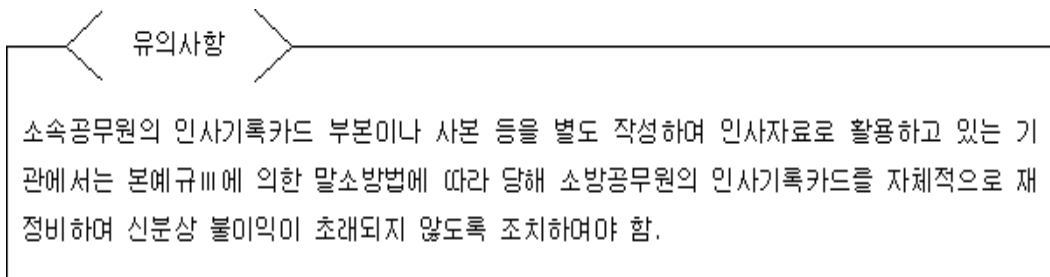 유의사항
소속공무원의 인사기록카드 부본이나 사본 등을 별도 작성하여 인사자료로 활용하고 있는 기
관에서는 본예규Ⅲ에 의한 말소방법에 따라 당해 소방공무원의 인사기록카드를 자체적으로 재
정비하여 신분상 불이익이 초래되지 않도록 조치하여야 함.